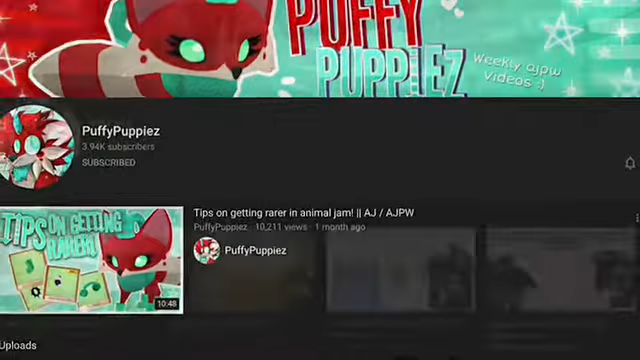 PUFFY
PUPPIEZ
Weekly ajpw
Videos :)
PuffyPuppiez
3.94K subscribers
SUBSCRIBED
TIPS ON GETTING
RARER!
10:48
Tips on getting rarer in animal jam! || AJ / AJPW
PuffyPuppiez · 10,211 views · 1 month ago
PuffyPuppiez
Uploads